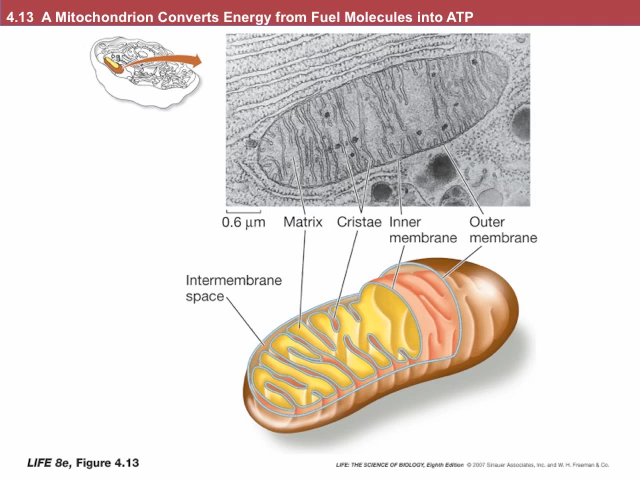 4.13 A Mitochondrion Converts Energy from Fuel Molecules into ATP
0.6 µm
Matrix
Cristae
Inner
membrane
Outer
membrane
Intermembrane
space
LIFE 8e, Figure 4.13
LIFE: THE SCIENCE OF BIOLOGY, Eighth Edition © 2007 Sinauer Associates, Inc. and W. H. Freeman & Co.